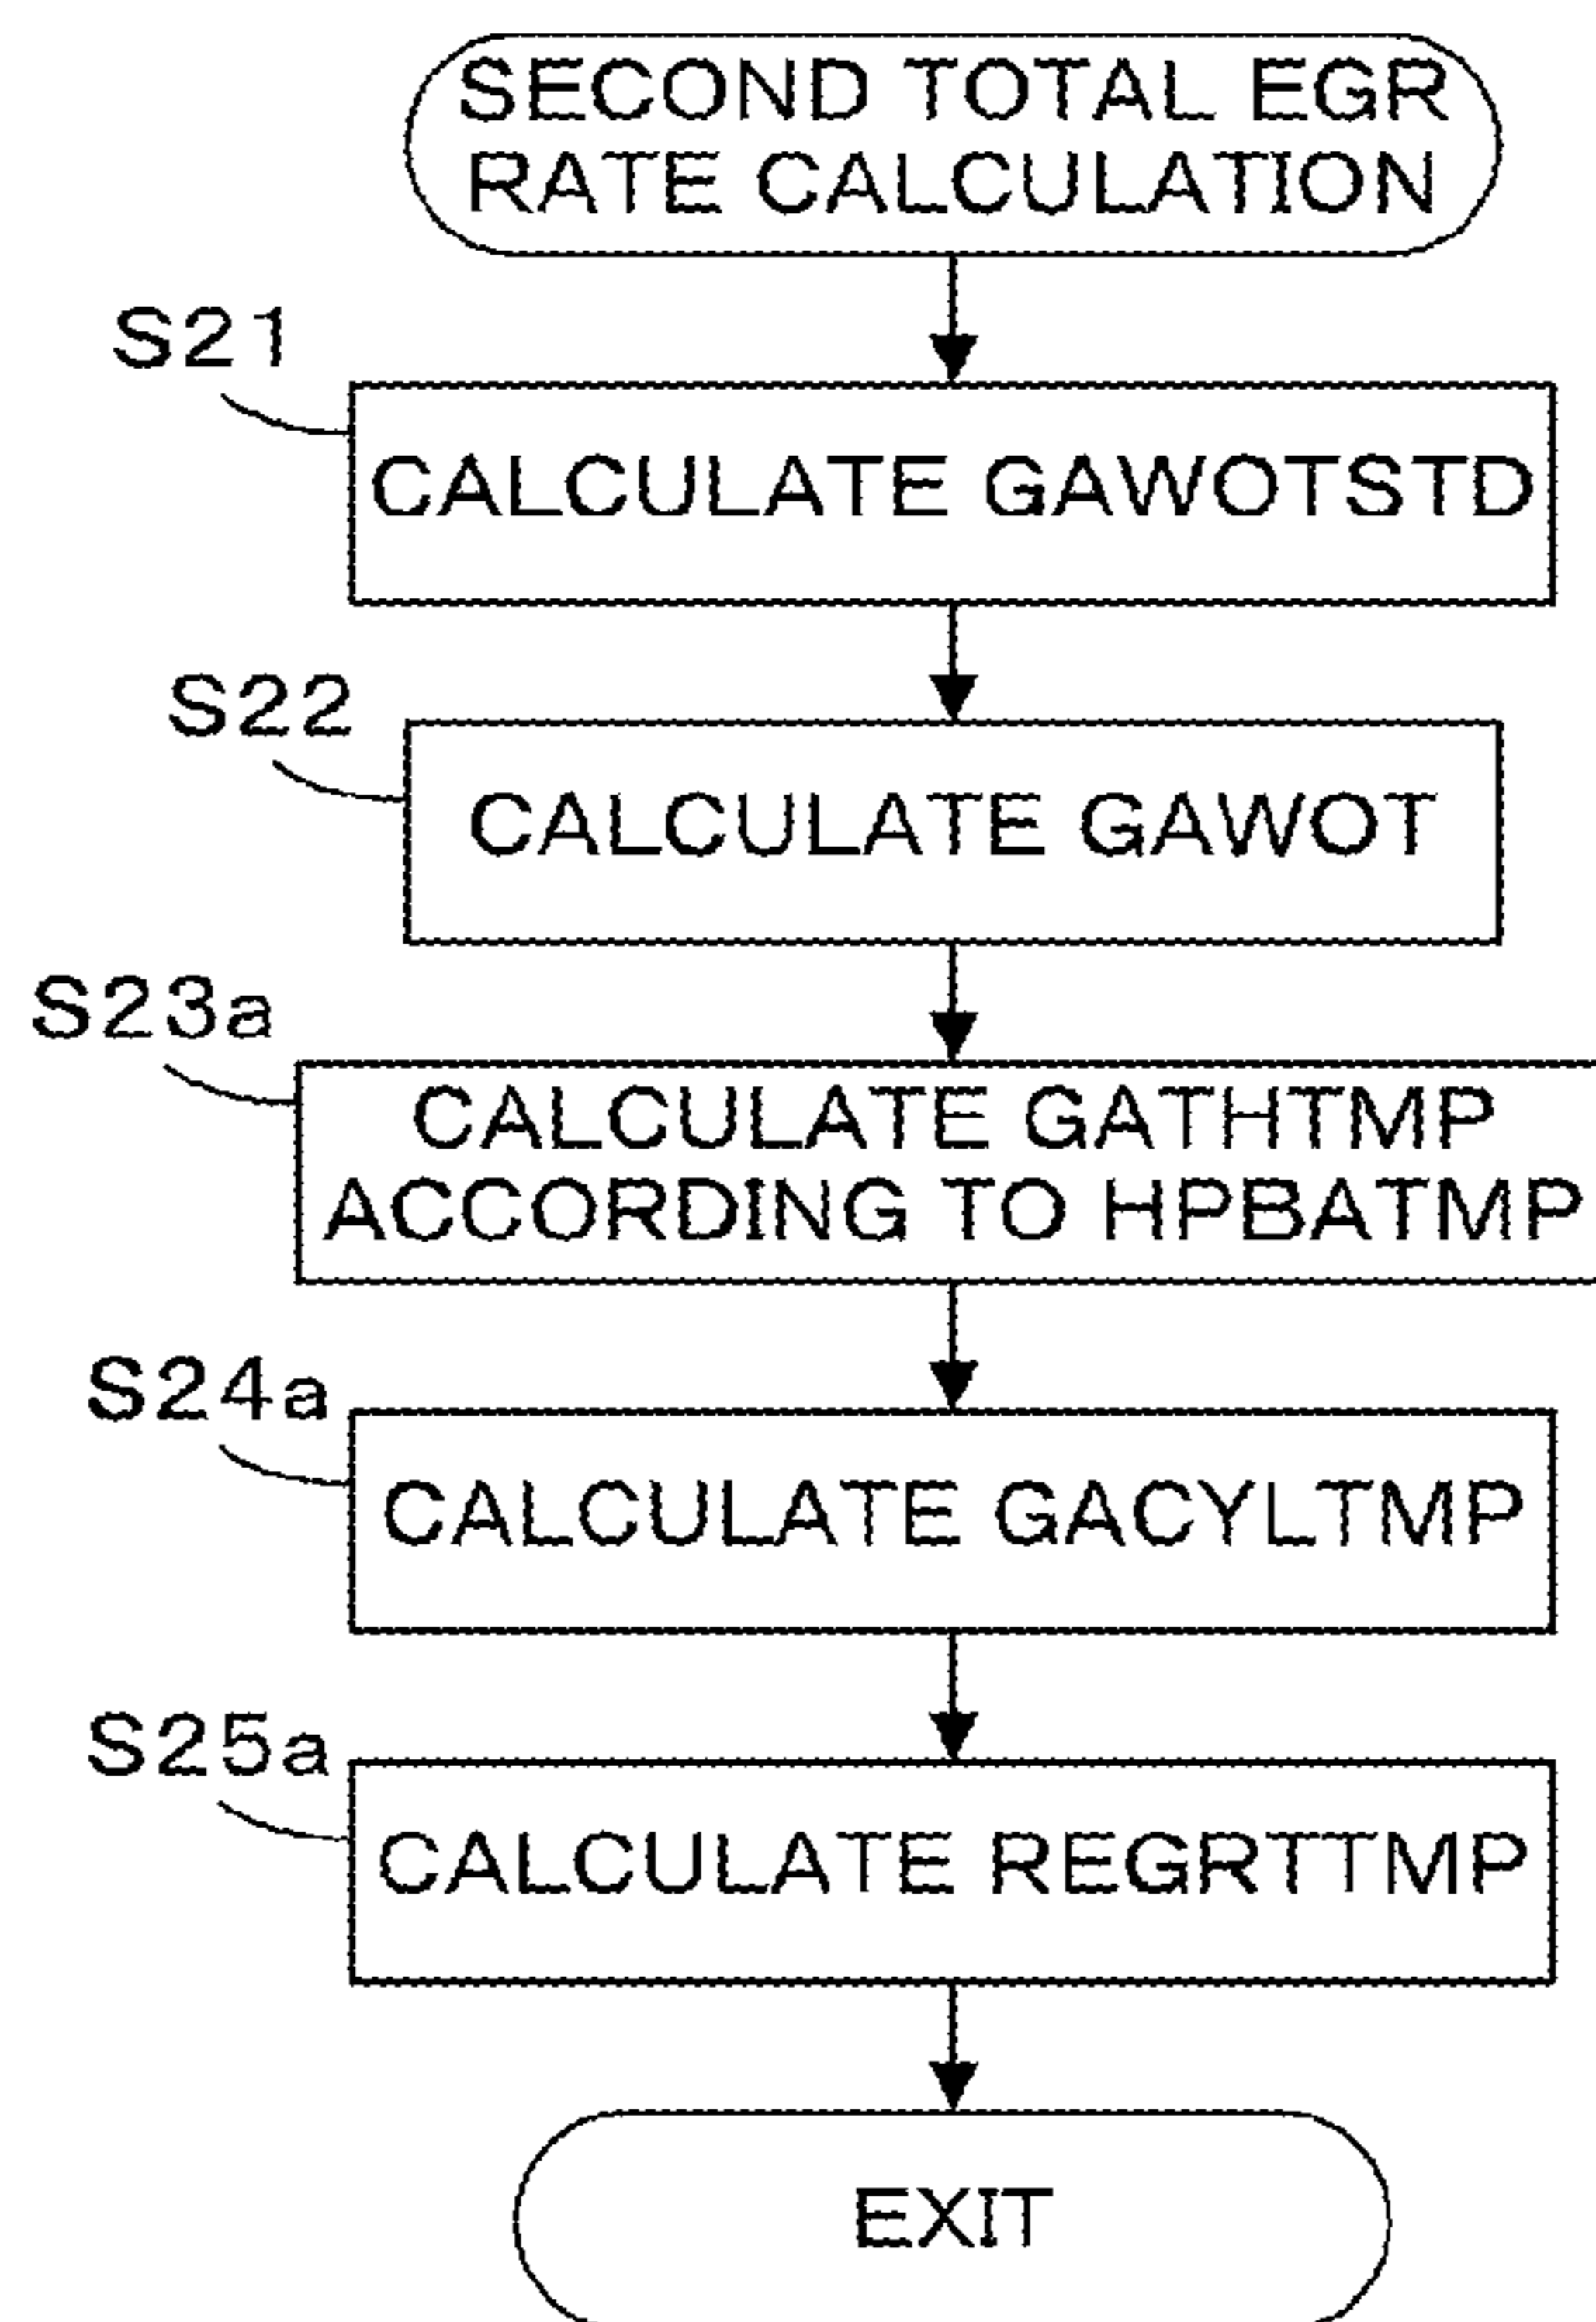 SECOND TOTAL EGR
RATE CALCULATION
S21
CALCULATE GAWOTSTD
S22
CALCULATE GAWOT
S23a
CALCULATE GATHTMP
ACCORDING TO HPBATMP
S24a
CALCULATE GACYLTMP
S25a
CALCULATE REGRTTMP
EXIT